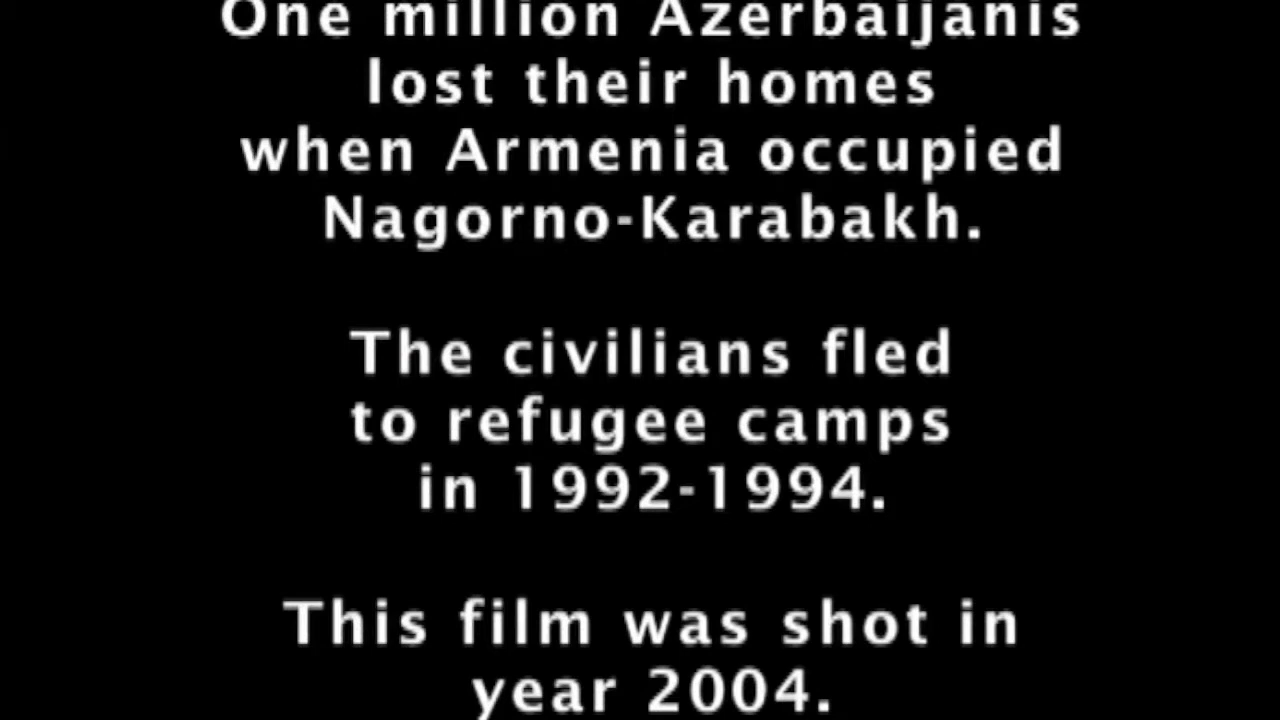 One million Azerbaijanis
lost their homes
when Armenia occupied
Nagorno-Karabakh.
The civilians fled
to refugee camps
in 1992-1994.
This film was shot in
year 2004.